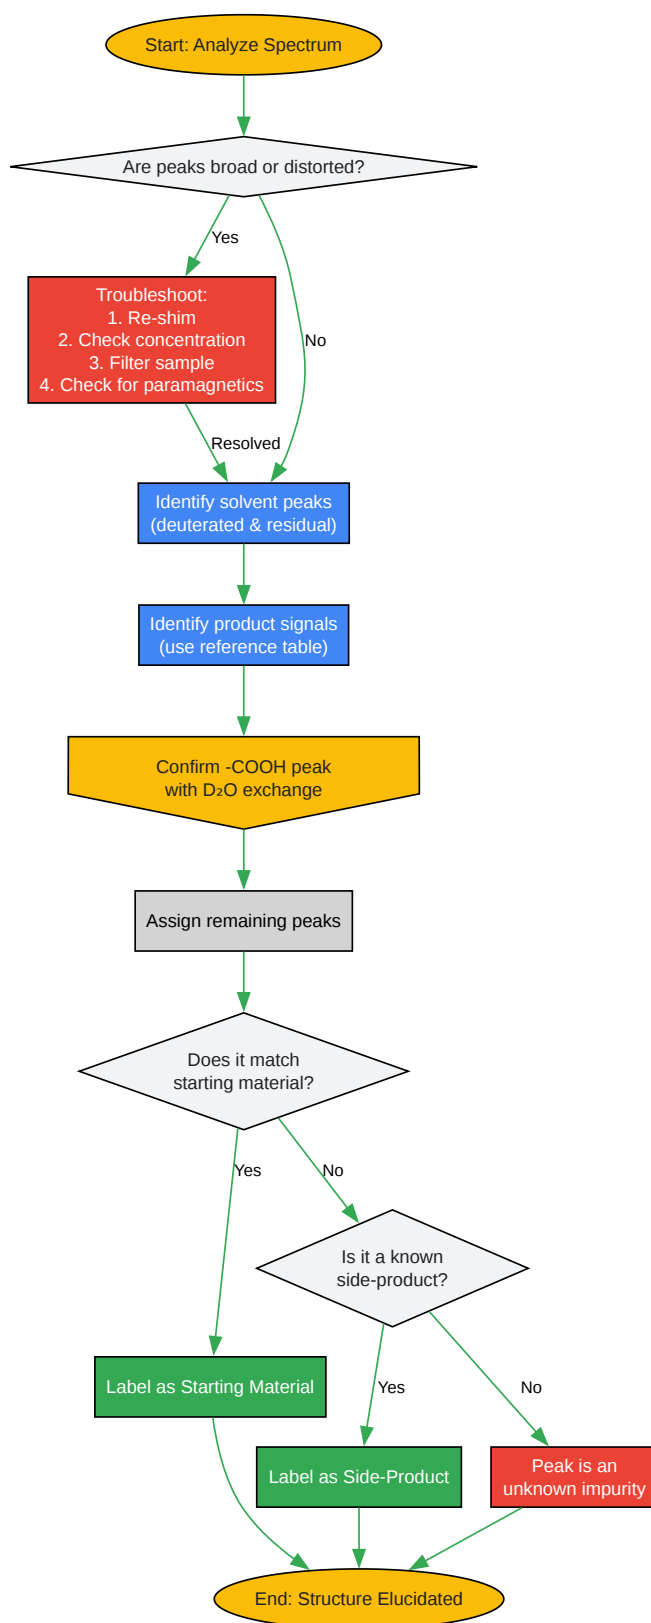 Start: Analyze Spectrum
Are peaks broad or distorted?
Yes
Troubleshoot:
1. Re-shim
2. Check concentration
3. Filter sample
4. Check for paramagnetics
No
Resolved
Identify solvent peaks
(deuterated & residual)
Identify product signals
(use reference table)
Confirm -COOH peak
with D₂O exchange
Assign remaining peaks
Does it match
starting material?
Yes
No
Is it a known
side-product?
Label as Starting Material
Yes
No
Label as Side-Product
Peak is an
unknown impurity
End: Structure Elucidated